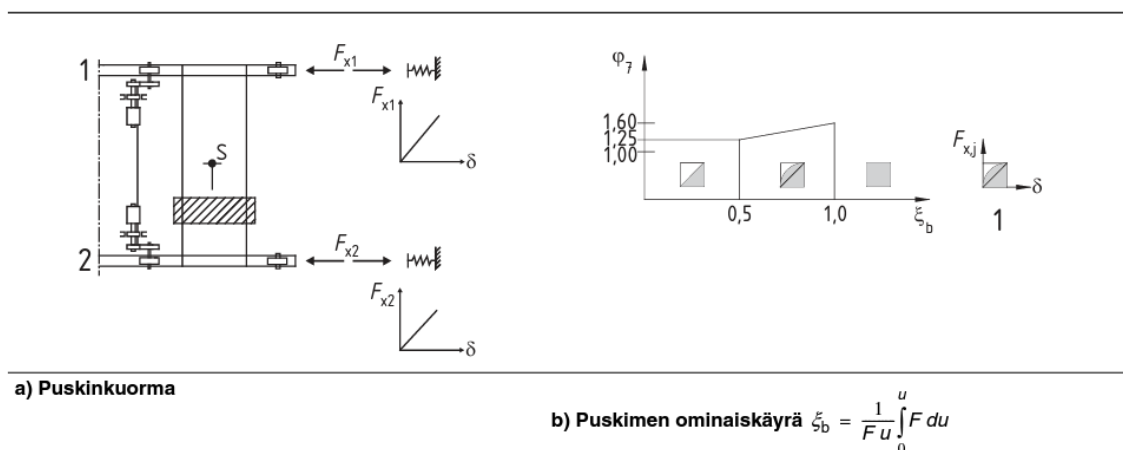 1
F_x1
F_x1
δ
S
2
F_x2
F_x2
δ
φ_7
1,60
1,25
1,00
0,5
1,0
ξ_b
F_x,j
δ
1
a) Puskinkuorma
b) Puskimen ominaiskäyrä ξ_b = 1/(F u) ∫_0^u F du